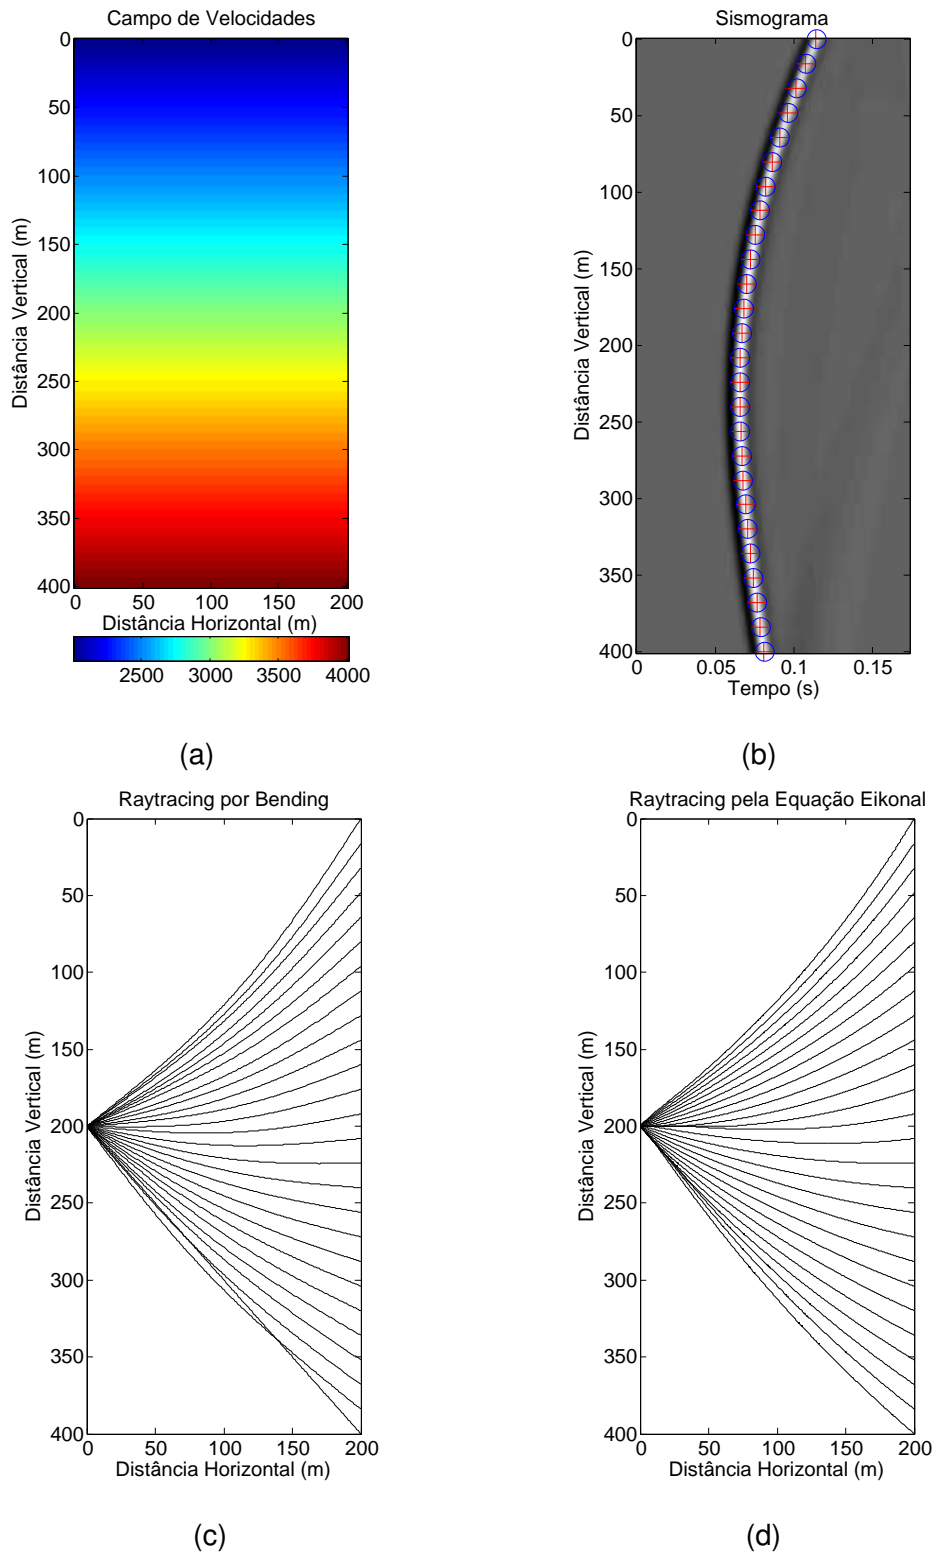 Campo de Velocidades
0
50
100
150
200
250
300
350
400
Distância Vertical (m)
0 50 100 150 200
Distância Horizontal (m)
2500 3000 3500 4000
(a)
Sismograma
0
50
100
150
200
250
300
350
400
Distância Vertical (m)
0 0.05 0.1 0.15
Tempo (s)
(b)
Raytracing por Bending
0
50
100
150
200
250
300
350
400
Distância Vertical (m)
0 50 100 150 200
Distância Horizontal (m)
(c)
Raytracing pela Equação Eikonal
0
50
100
150
200
250
300
350
400
Distância Vertical (m)
0 50 100 150 200
Distância Horizontal (m)
(d)